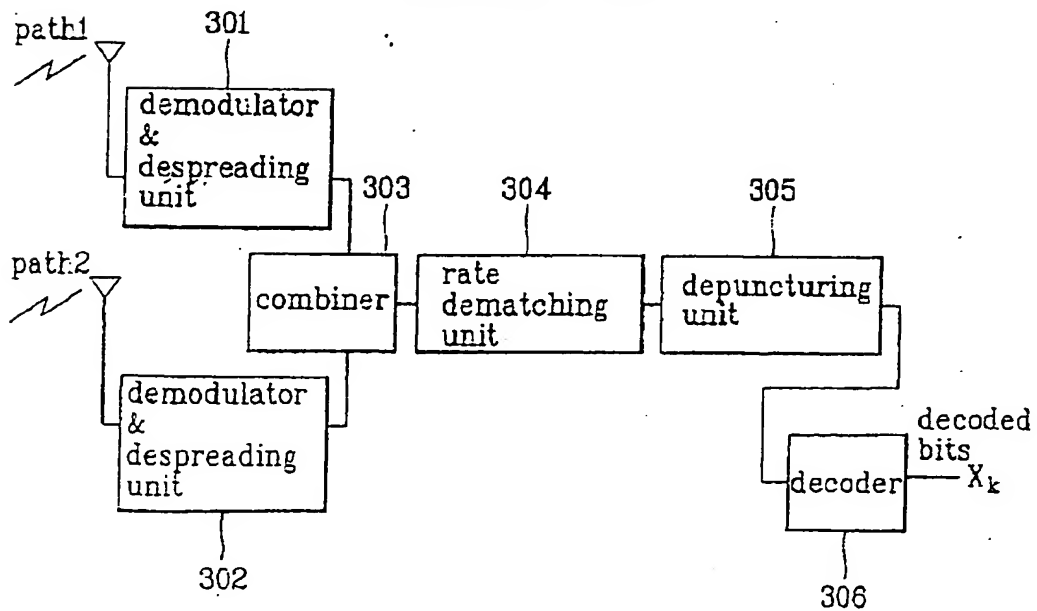 path1
301
demodulator
&
despreading
unit
303
304
305
path2
combiner
rate
dematching
unit
depuncturing
unit
demodulator
&
despreading
unit
302
decoded
bits
decoder
Xk
306